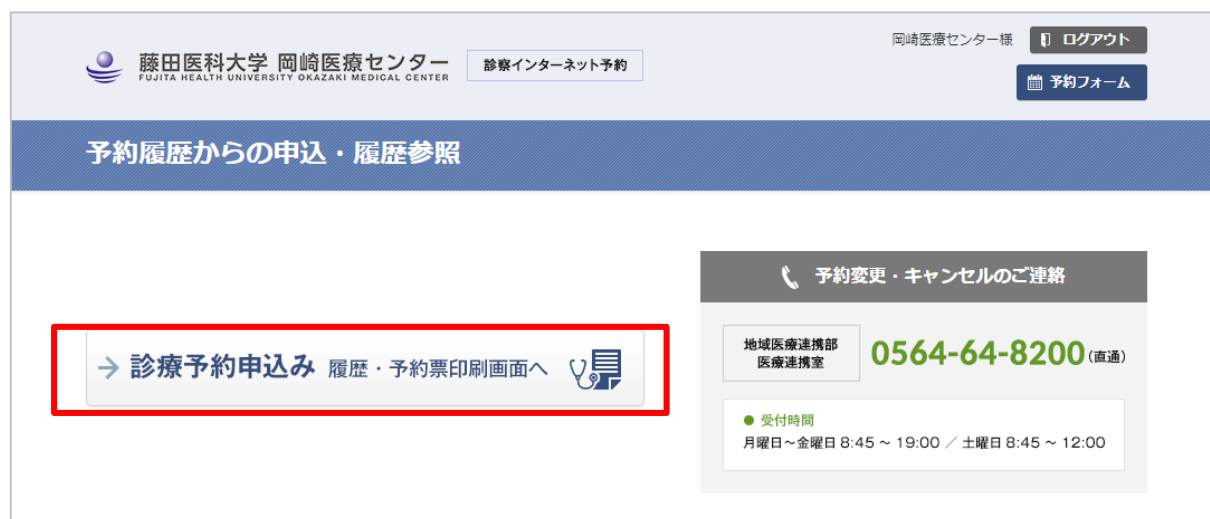 藤田医科大学 岡崎医療センター
FUJITA HEALTH UNIVERSITY OKAZAKI MEDICAL CENTER
診察インターネット予約
岡崎医療センター様
ログアウト
予約フォーム
予約履歴からの申込・履歴参照
診療予約申込み 履歴・予約票印刷画面へ
予約変更・キャンセルのご連絡
地域医療連携部
医療連携室
0564-64-8200(直通)
● 受付時間
月曜日～金曜日 8:45 ～ 19:00 ／ 土曜日 8:45 ～ 12:00